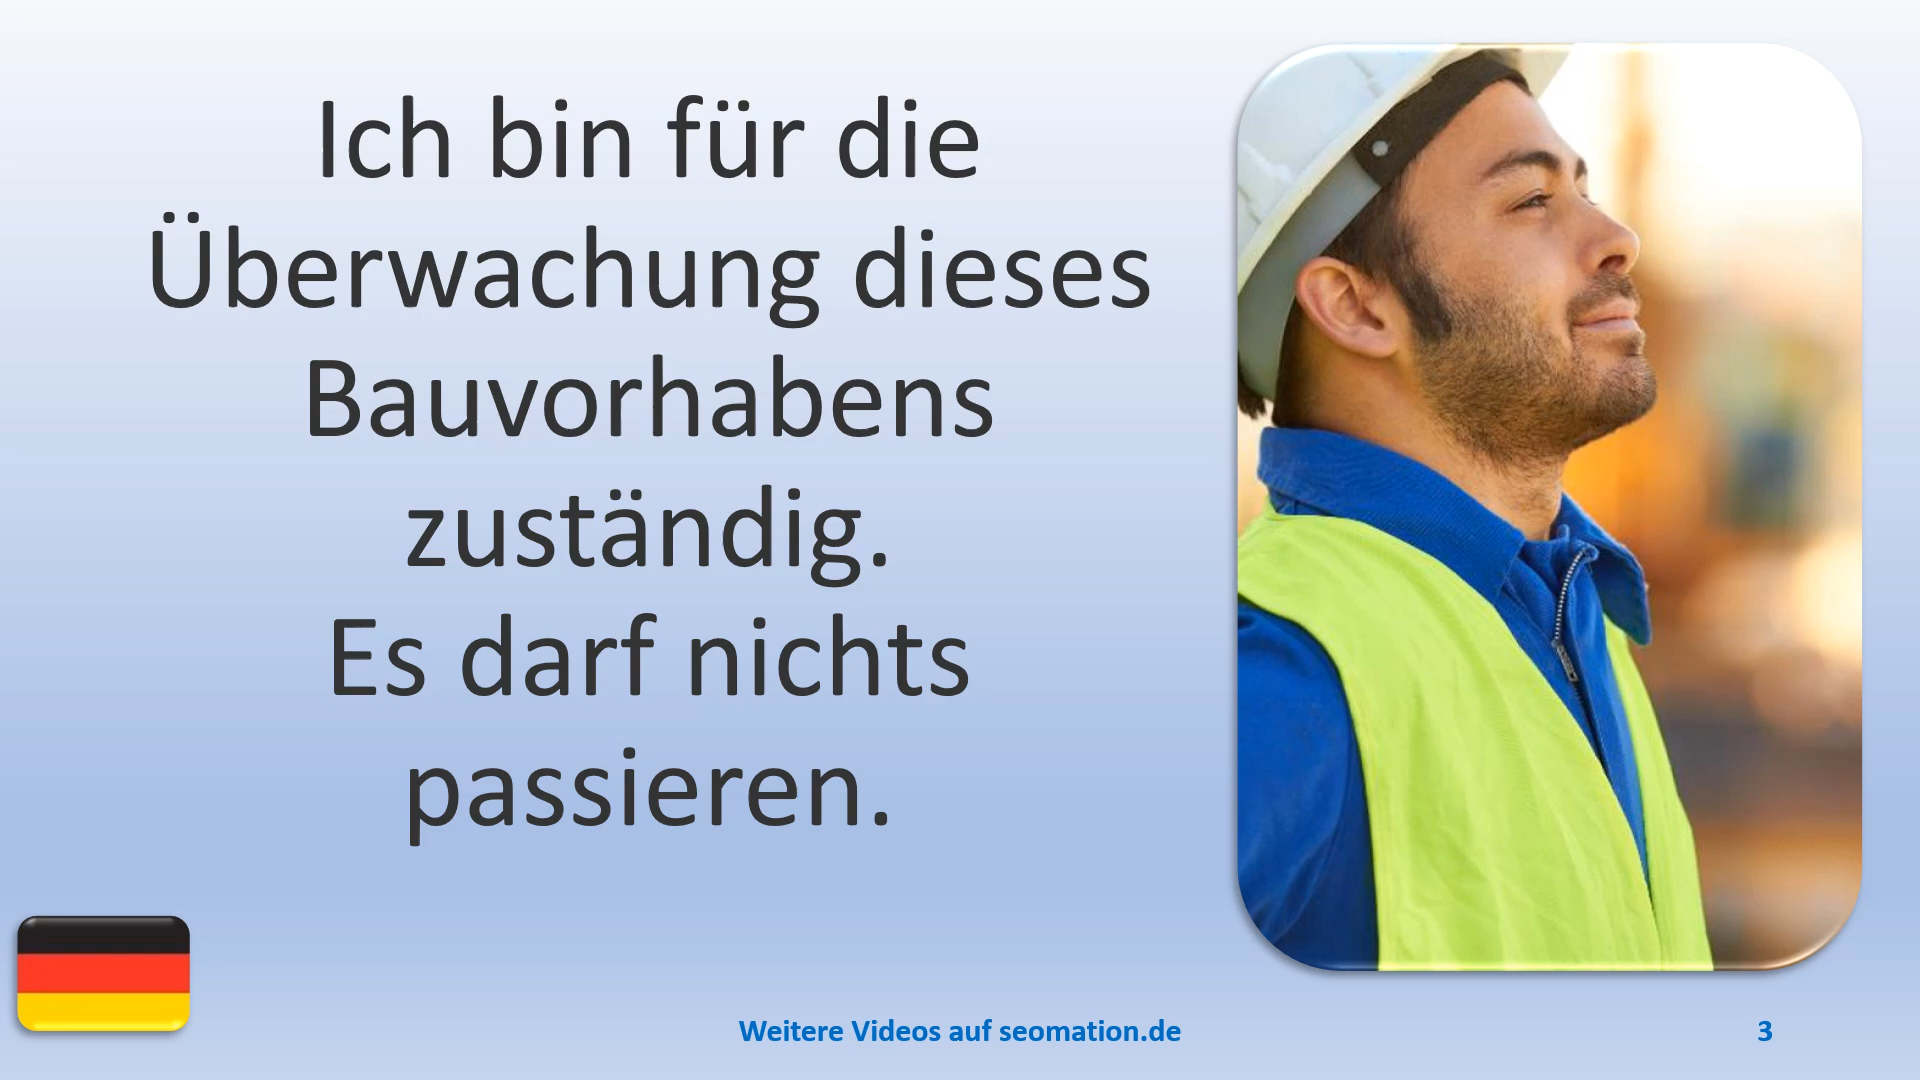 Ich bin für die
Überwachung dieses
Bauvorhabens
zuständig.
Es darf nichts
passieren.
Weitere Videos auf seomation.de
3